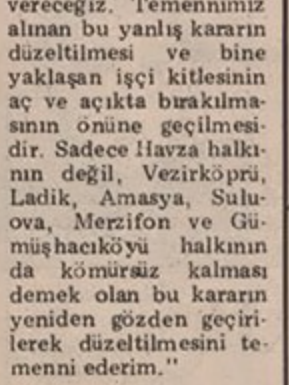 vereceğiz. Temennimiz
alınan bu yanlış kararın
düzeltilmesi ve bine
yaklaşan işçi kitlesinin
aç ve açıkta bırakılma-
sının önüne geçilmesi-
dir. Sadece Havza halkı-
nın değil, Vezirköprü,
Ladik, Amasya, Sulu-
ova, Merzifon ve Gü-
müşhacıköyü halkının
da kömürsüz kalması
demek olan bu kararın
yeniden gözden geçiri-
lerek düzeltilmesini te-
menni ederim."